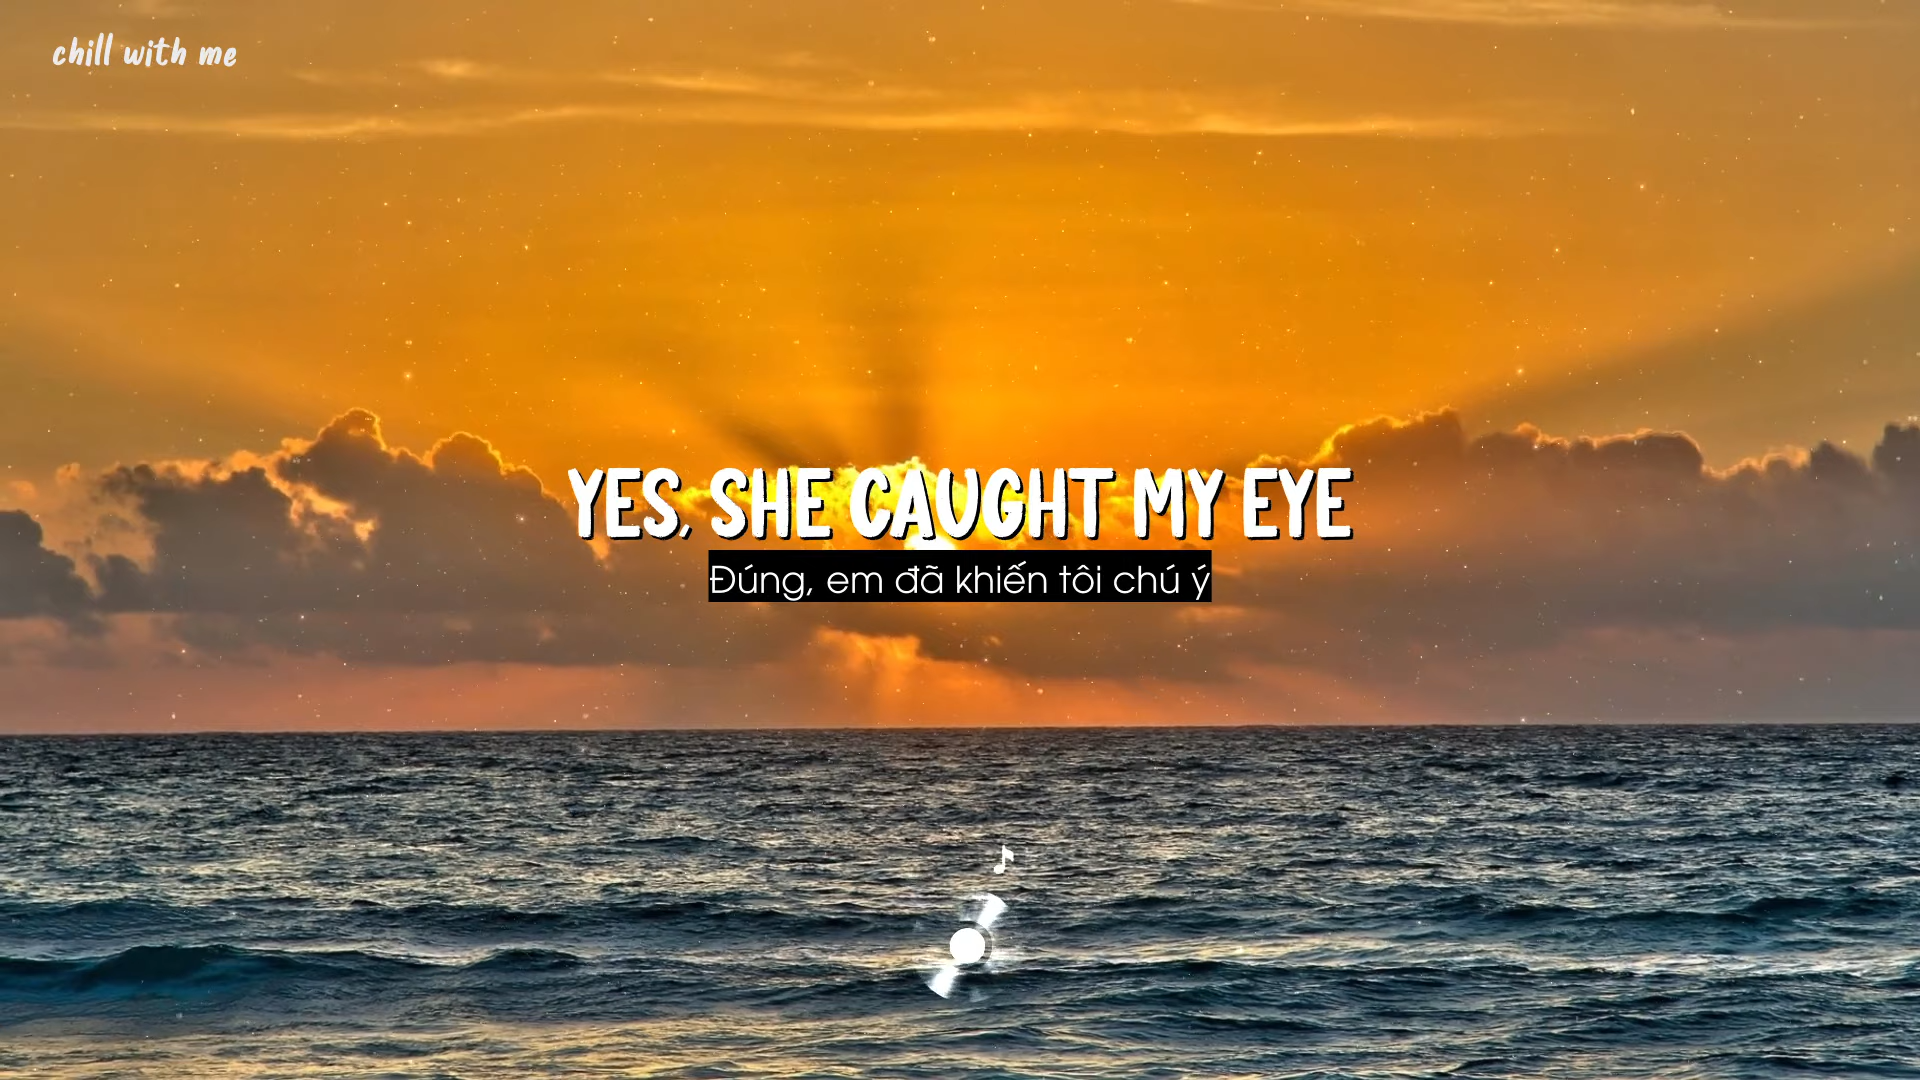 chill with me
YES, SHE CAUGHT MY EYE
Đúng, em đã khiến tôi chú ý